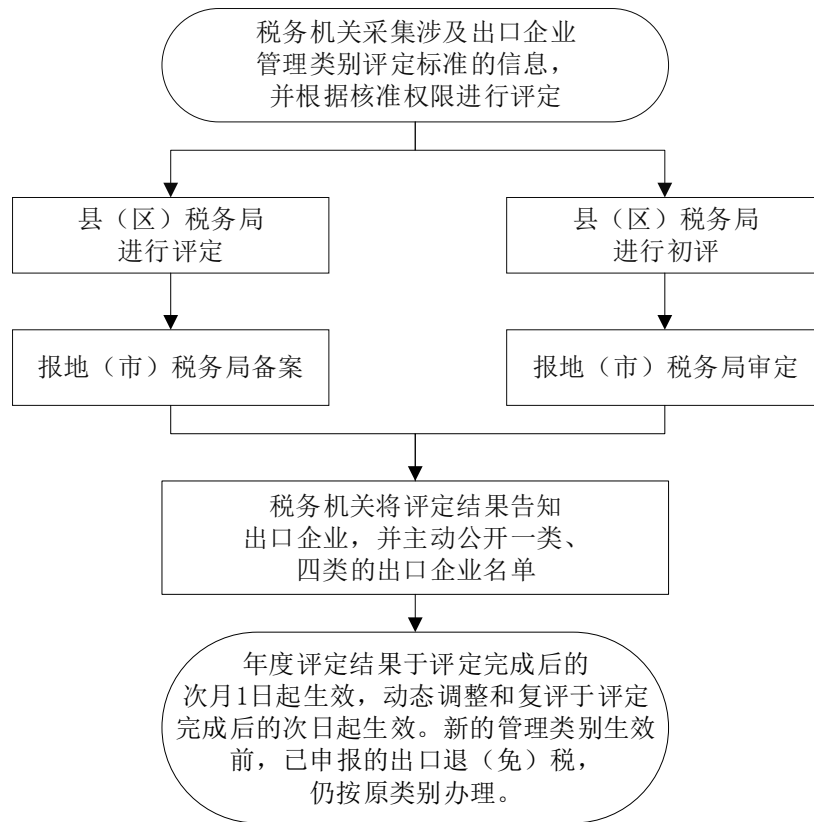 税务机关采集涉及出口企业
管理类别评定标准的信息，
并根据核准权限进行评定
县（区）税务局
进行评定
县（区）税务局
进行初评
报地（市）税务局备案
报地（市）税务局审定
税务机关将评定结果告知
出口企业，并主动公开一类、
四类的出口企业名单
年度评定结果于评定完成后的
次月1日起生效，动态调整和复评于评定
完成后的次日起生效。新的管理类别生效
前，已申报的出口退（免）税，
仍按原类别办理。